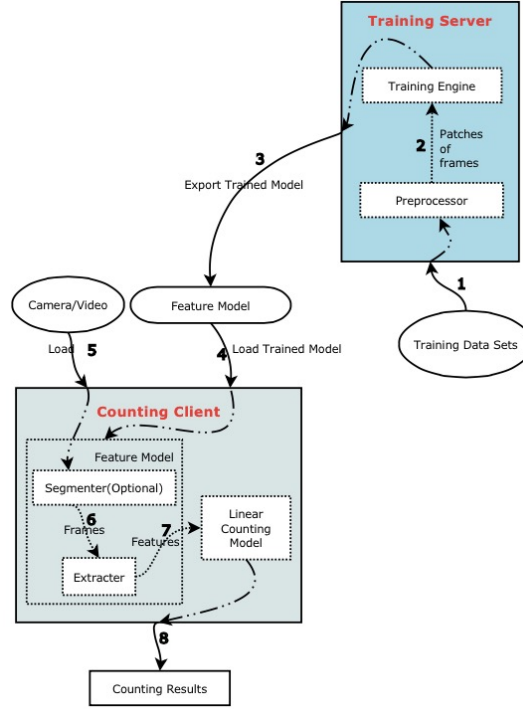 Training Server
Training Engine
2
Patches
of
frames
Preprocessor
3
Export Trained Model
1
Camera/Video
Feature Model
Training Data Sets
Load
5
4
Load Trained Model
Counting Client
Feature Model
Segmenter(Optional)
6
Frames
7
Features
Linear
Counting
Model
Extracter
8
Counting Results